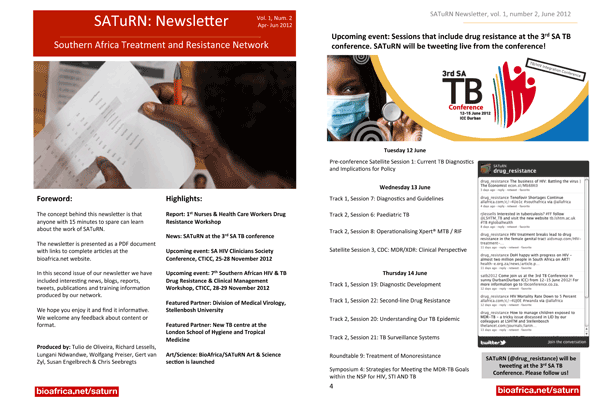 SATuRN: Newsletter
Vol. 1, Num. 2
Apr- Jun 2012
Southern Africa Treatment and Resistance Network
Foreword:
The concept behind this newsletter is that
anyone with 15 minutes to spare can learn
about the work of SATuRN.
The newsletter is presented as a PDF document
with links to complete articles at the
bioafrica.net website.
In this second issue of our newsletter we have
included interesting news, blogs, reports,
tweets, publications and training information
produced by our network.
We hope you enjoy it and find it informative.
We welcome any feedback about content or
format.
Produced by: Tulio de Oliveira, Richard Lessells,
Lungani Ndwandwe, Wolfgang Preiser, Gert van
Zyl, Susan Engelbrech & Chris Seebregts
Highlights:
Report: 1st Nurses & Health Care Workers Drug
Resistance Workshop
News: SATuRN at the 3rd SA TB conference
Upcoming event: SA HIV Clinicians Society
Conference, CTICC, 25-28 November 2012
Upcoming event: 7th Southern African HIV & TB
Drug Resistance & Clinical Management
Workshop, CTICC, 28-29 November 2012
Featured Partner: Division of Medical Virology,
Stellenbosh University
Featured Partner: New TB centre at the
London School of Hygiene and Tropical
Medicine
Art/Science: BioAfrica/SATuRN Art & Science
section is launched
bioafrica.net/saturn
SATuRN Newsletter, vol. 1, number 2, June 2012
Upcoming event: Sessions that include drug resistance at the 3rd SA TB
conference. SATuRN will be tweeting live from the conference!
3rd SA
TB
Conference
12-15 June 2012
ICC Durban
Tuesday 12 June
Pre-conference Satellite Session 1: Current TB Diagnostics
and Implications for Policy
Wednesday 13 June
Track 1, Session 7: Diagnostics and Guidelines
Track 2, Session 6: Paediatric TB
Track 2, Session 8: Operationalising Xpert® MTB / RIF
Satellite Session 3, CDC: MDR/XDR: Clinical Perspective
Thursday 14 June
Track 1, Session 19: Diagnostic Development
Track 1, Session 22: Second-line Drug Resistance
Track 2, Session 20: Understanding Our TB Epidemic
Track 2, Session 21: TB Surveillance Systems
Roundtable 9: Treatment of Monoresistance
Symposium 4: Strategies for Meeting the MDR-TB Goals
within the NSP for HIV, STI AND TB
4
SATuRN
drug_resistance
drug_resistance The business of HIV: Battling the virus |
drug_resistance Tenofovir Shortages Continue
drug_resistance HIV treatment breaks lead to drug
resistance in the female genital tract
drug_resistance DoH happy with progress on HIV -
almost two million people in South Africa on ART!
drug_resistance HIV Mortality Rate Down Is 5 Percent
drug_resistance How to manage children exposed to
twitter
Join the conversation
SATuRN (@drug_resistance) will be
tweeting at the 3rd SA TB
Conference. Please follow us!
bioafrica.net/saturn